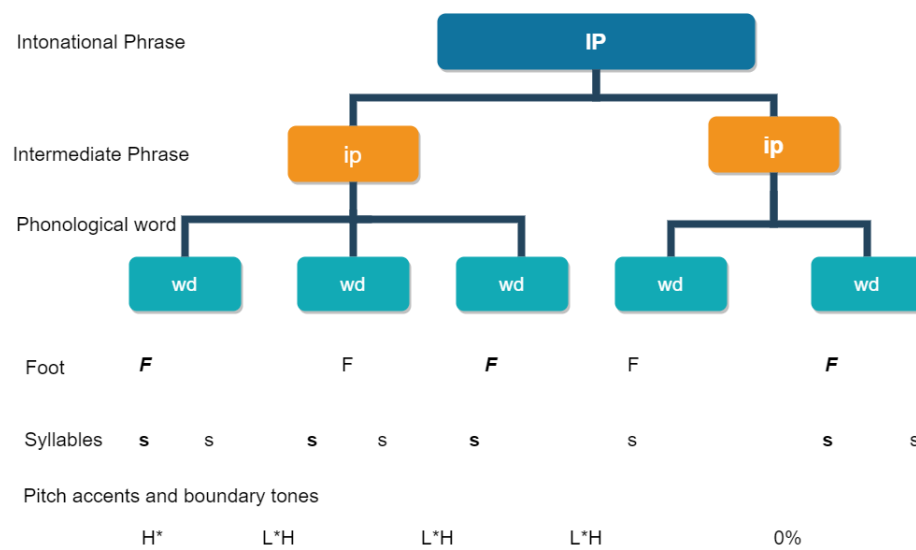 Intonational Phrase IP
Intermediate Phrase ip ip
Phonological word
wd wd wd wd wd
Foot F F F F F
Syllables s s s s s s s s
Pitch accents and boundary tones
H* L*H L*H L*H 0%